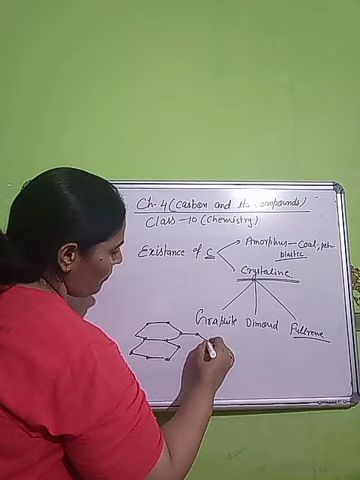 Ch-4 (Carbon and its compounds)
Class-10 (Chemistry)
Existance of C
Amorphus - Coal, pet-
plastic
Crystaline
Graphite Dimond Fullrene